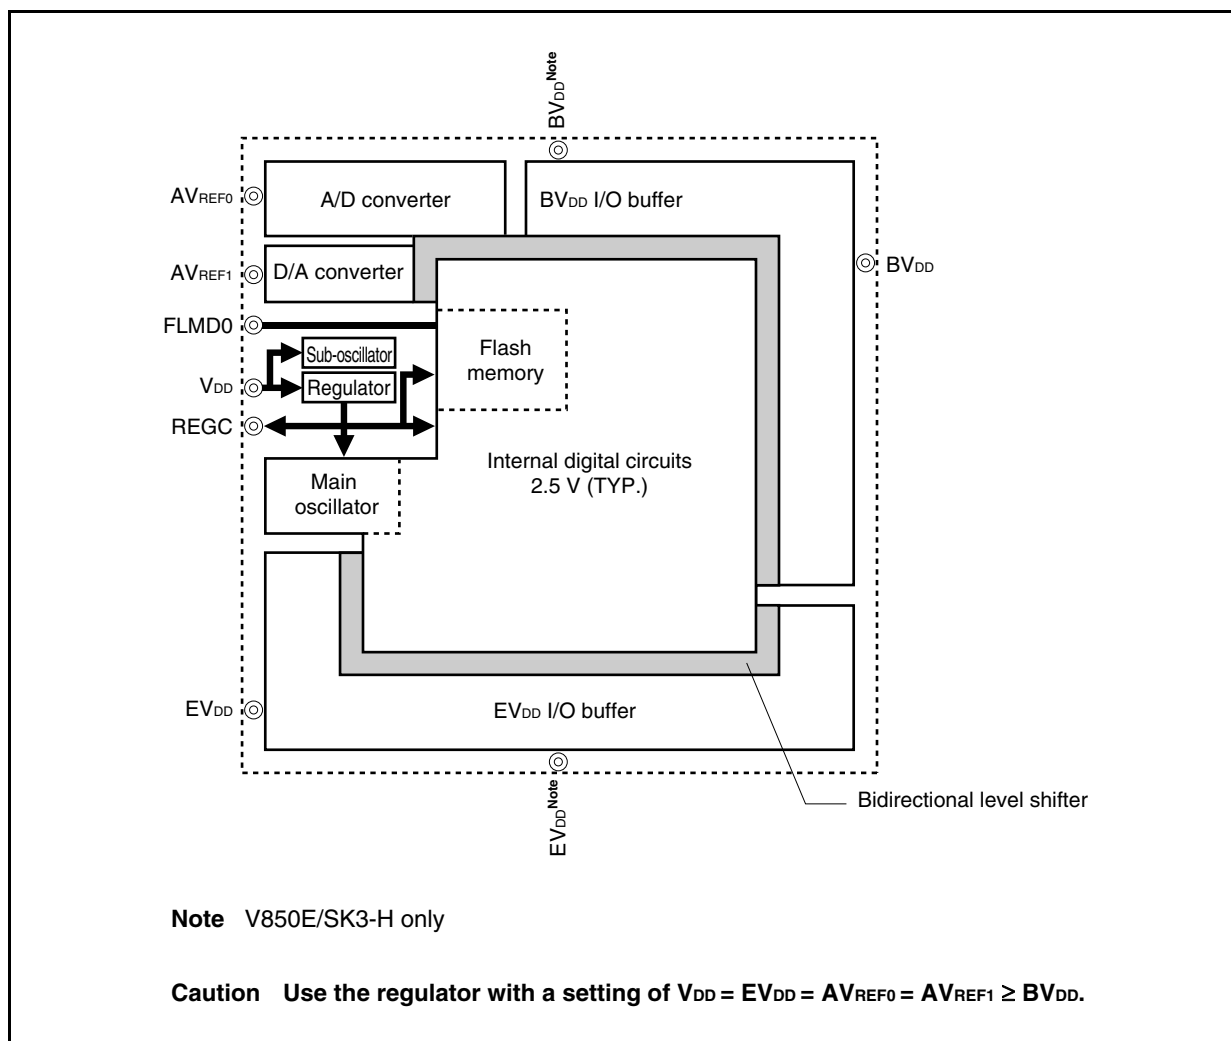 BVDDNote
AVREF0
A/D converter
BVDD I/O buffer
AVREF1
D/A converter
BVDD
FLMD0
Sub-oscillator
Flash
memory
VDD
Regulator
REGC
Internal digital circuits
2.5 V (TYP.)
Main
oscillator
EVDD
EVDD I/O buffer
EVDDNote
Bidirectional level shifter
Note V850E/SK3-H only
Caution Use the regulator with a setting of VDD = EVDD = AVREF0 = AVREF1 ≥ BVDD.